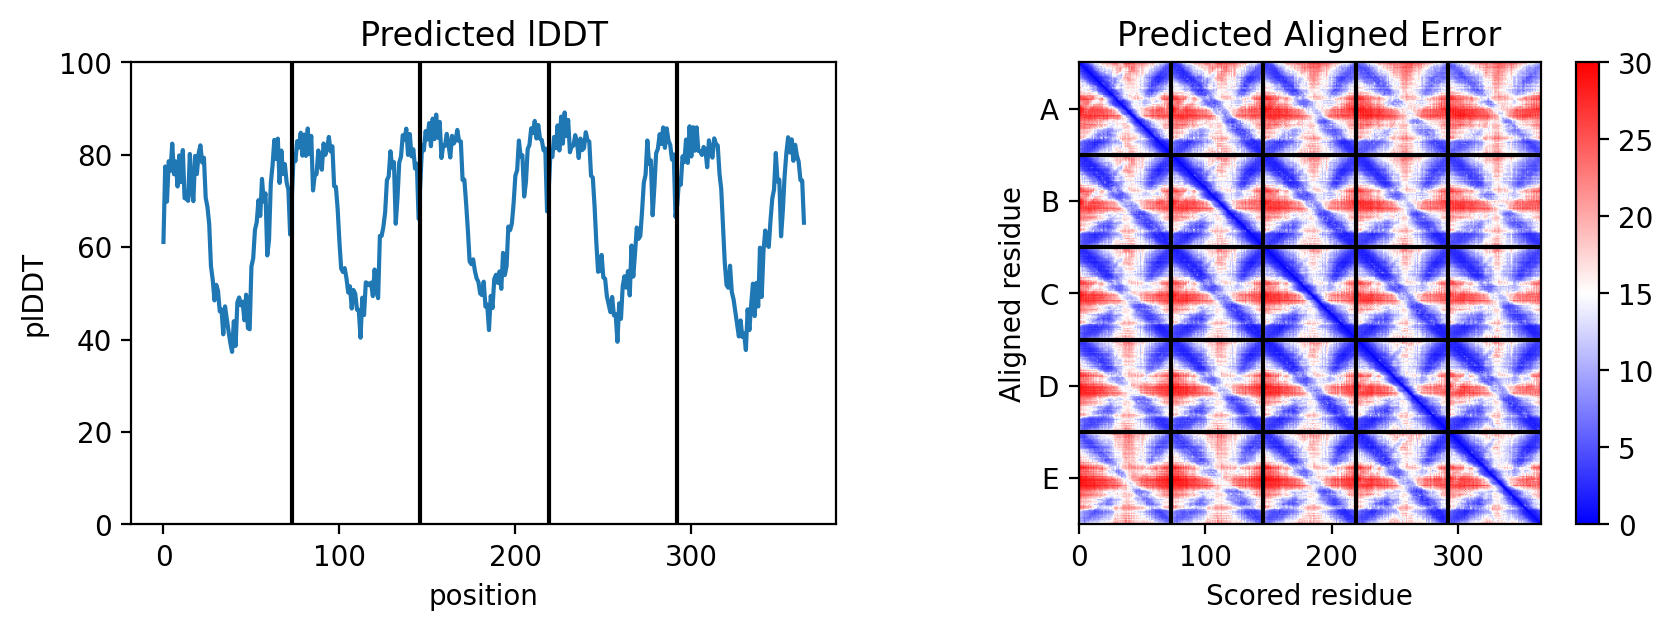 Predicted lDDT
100
80
60
40
20
0
plDDT
0 100 200 300
position
Predicted Aligned Error
A
B
C
D
E
Aligned residue
0 100 200 300
Scored residue
30
25
20
15
10
5
0